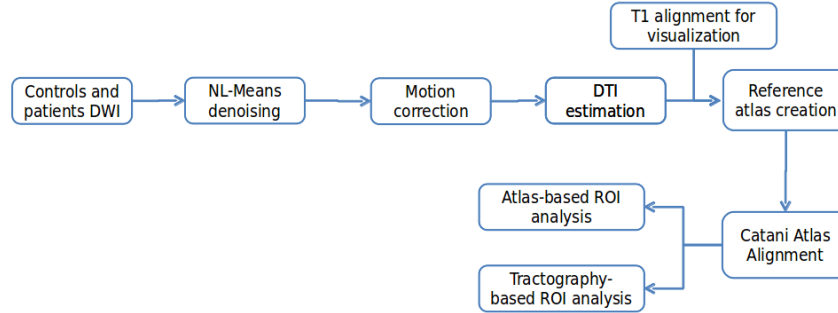 T1 alignment for
visualization
Controls and
patients DWI
NL-Means
denoising
Motion
correction
DTI
estimation
Reference
atlas creation
Atlas-based ROI
analysis
Catani Atlas
Alignment
Tractography-
based ROI analysis